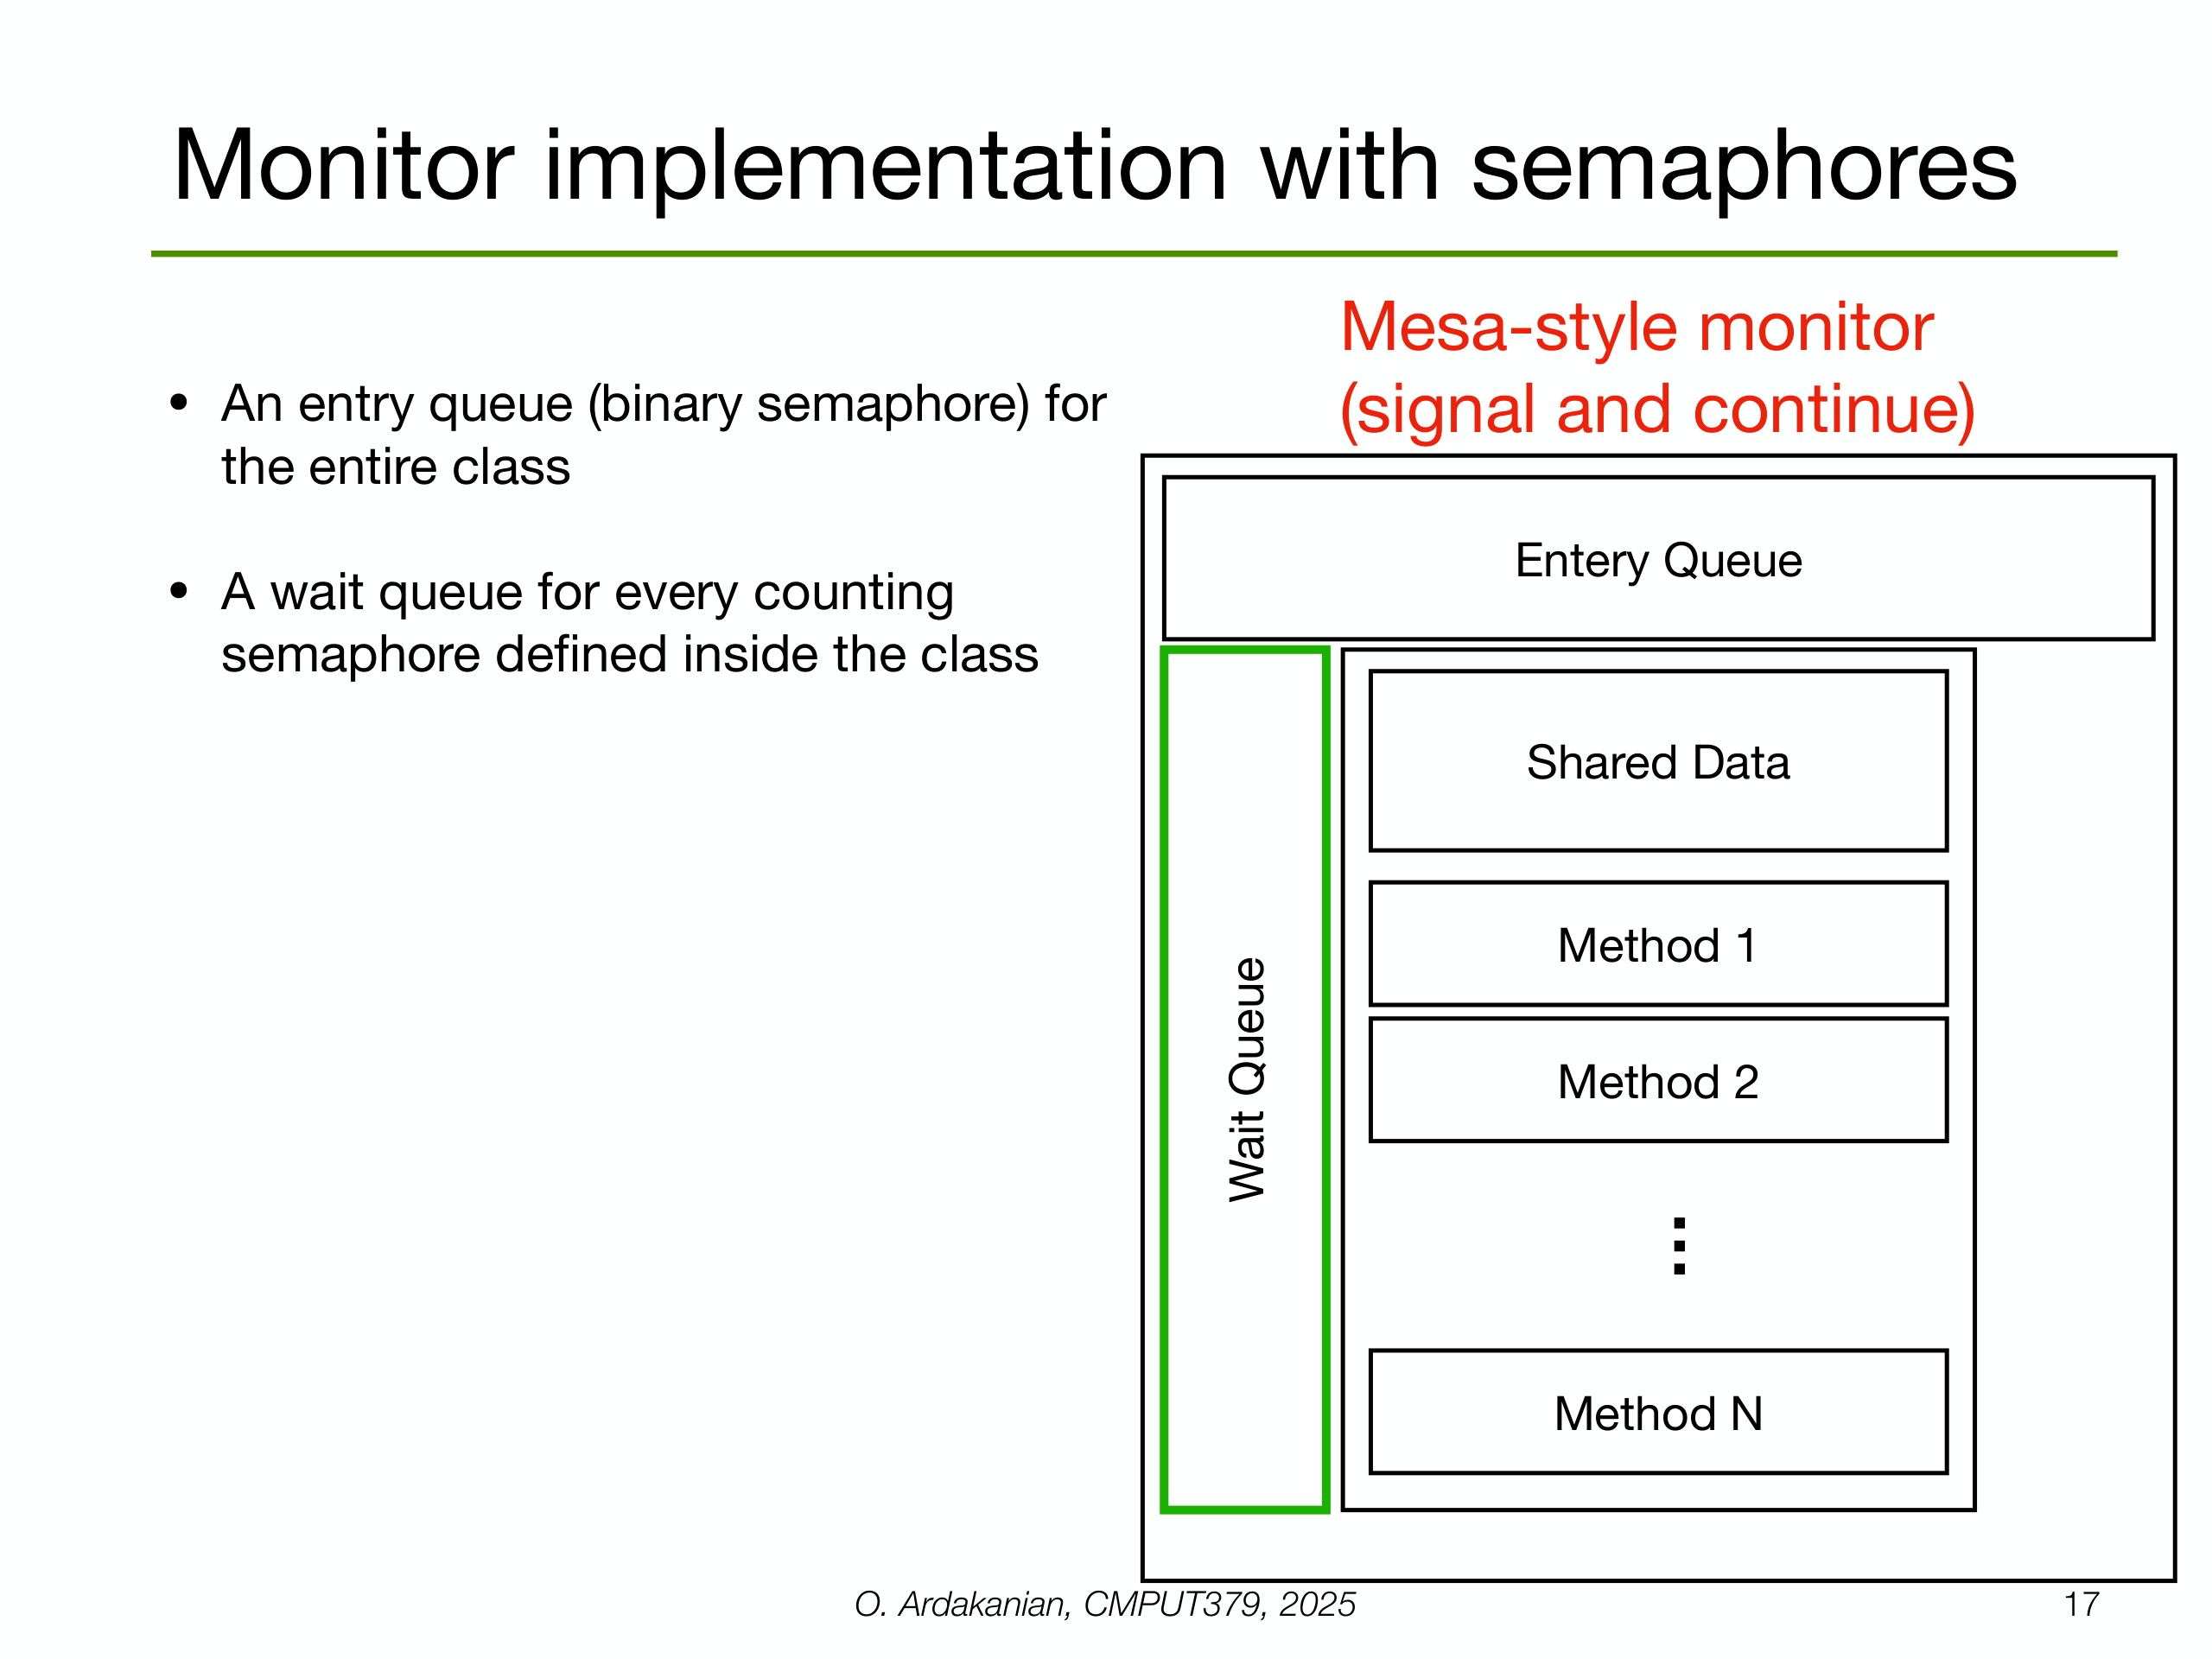 Monitor implementation with semaphores
Mesa-style monitor
(signal and continue)
• An entry queue (binary semaphore) for
the entire class
• A wait queue for every counting
semaphore defined inside the class
Entery Queue
Wait Queue
Shared Data
Method 1
Method 2
⋮
Method N
O. Ardakanian, CMPUT379, 2025
17